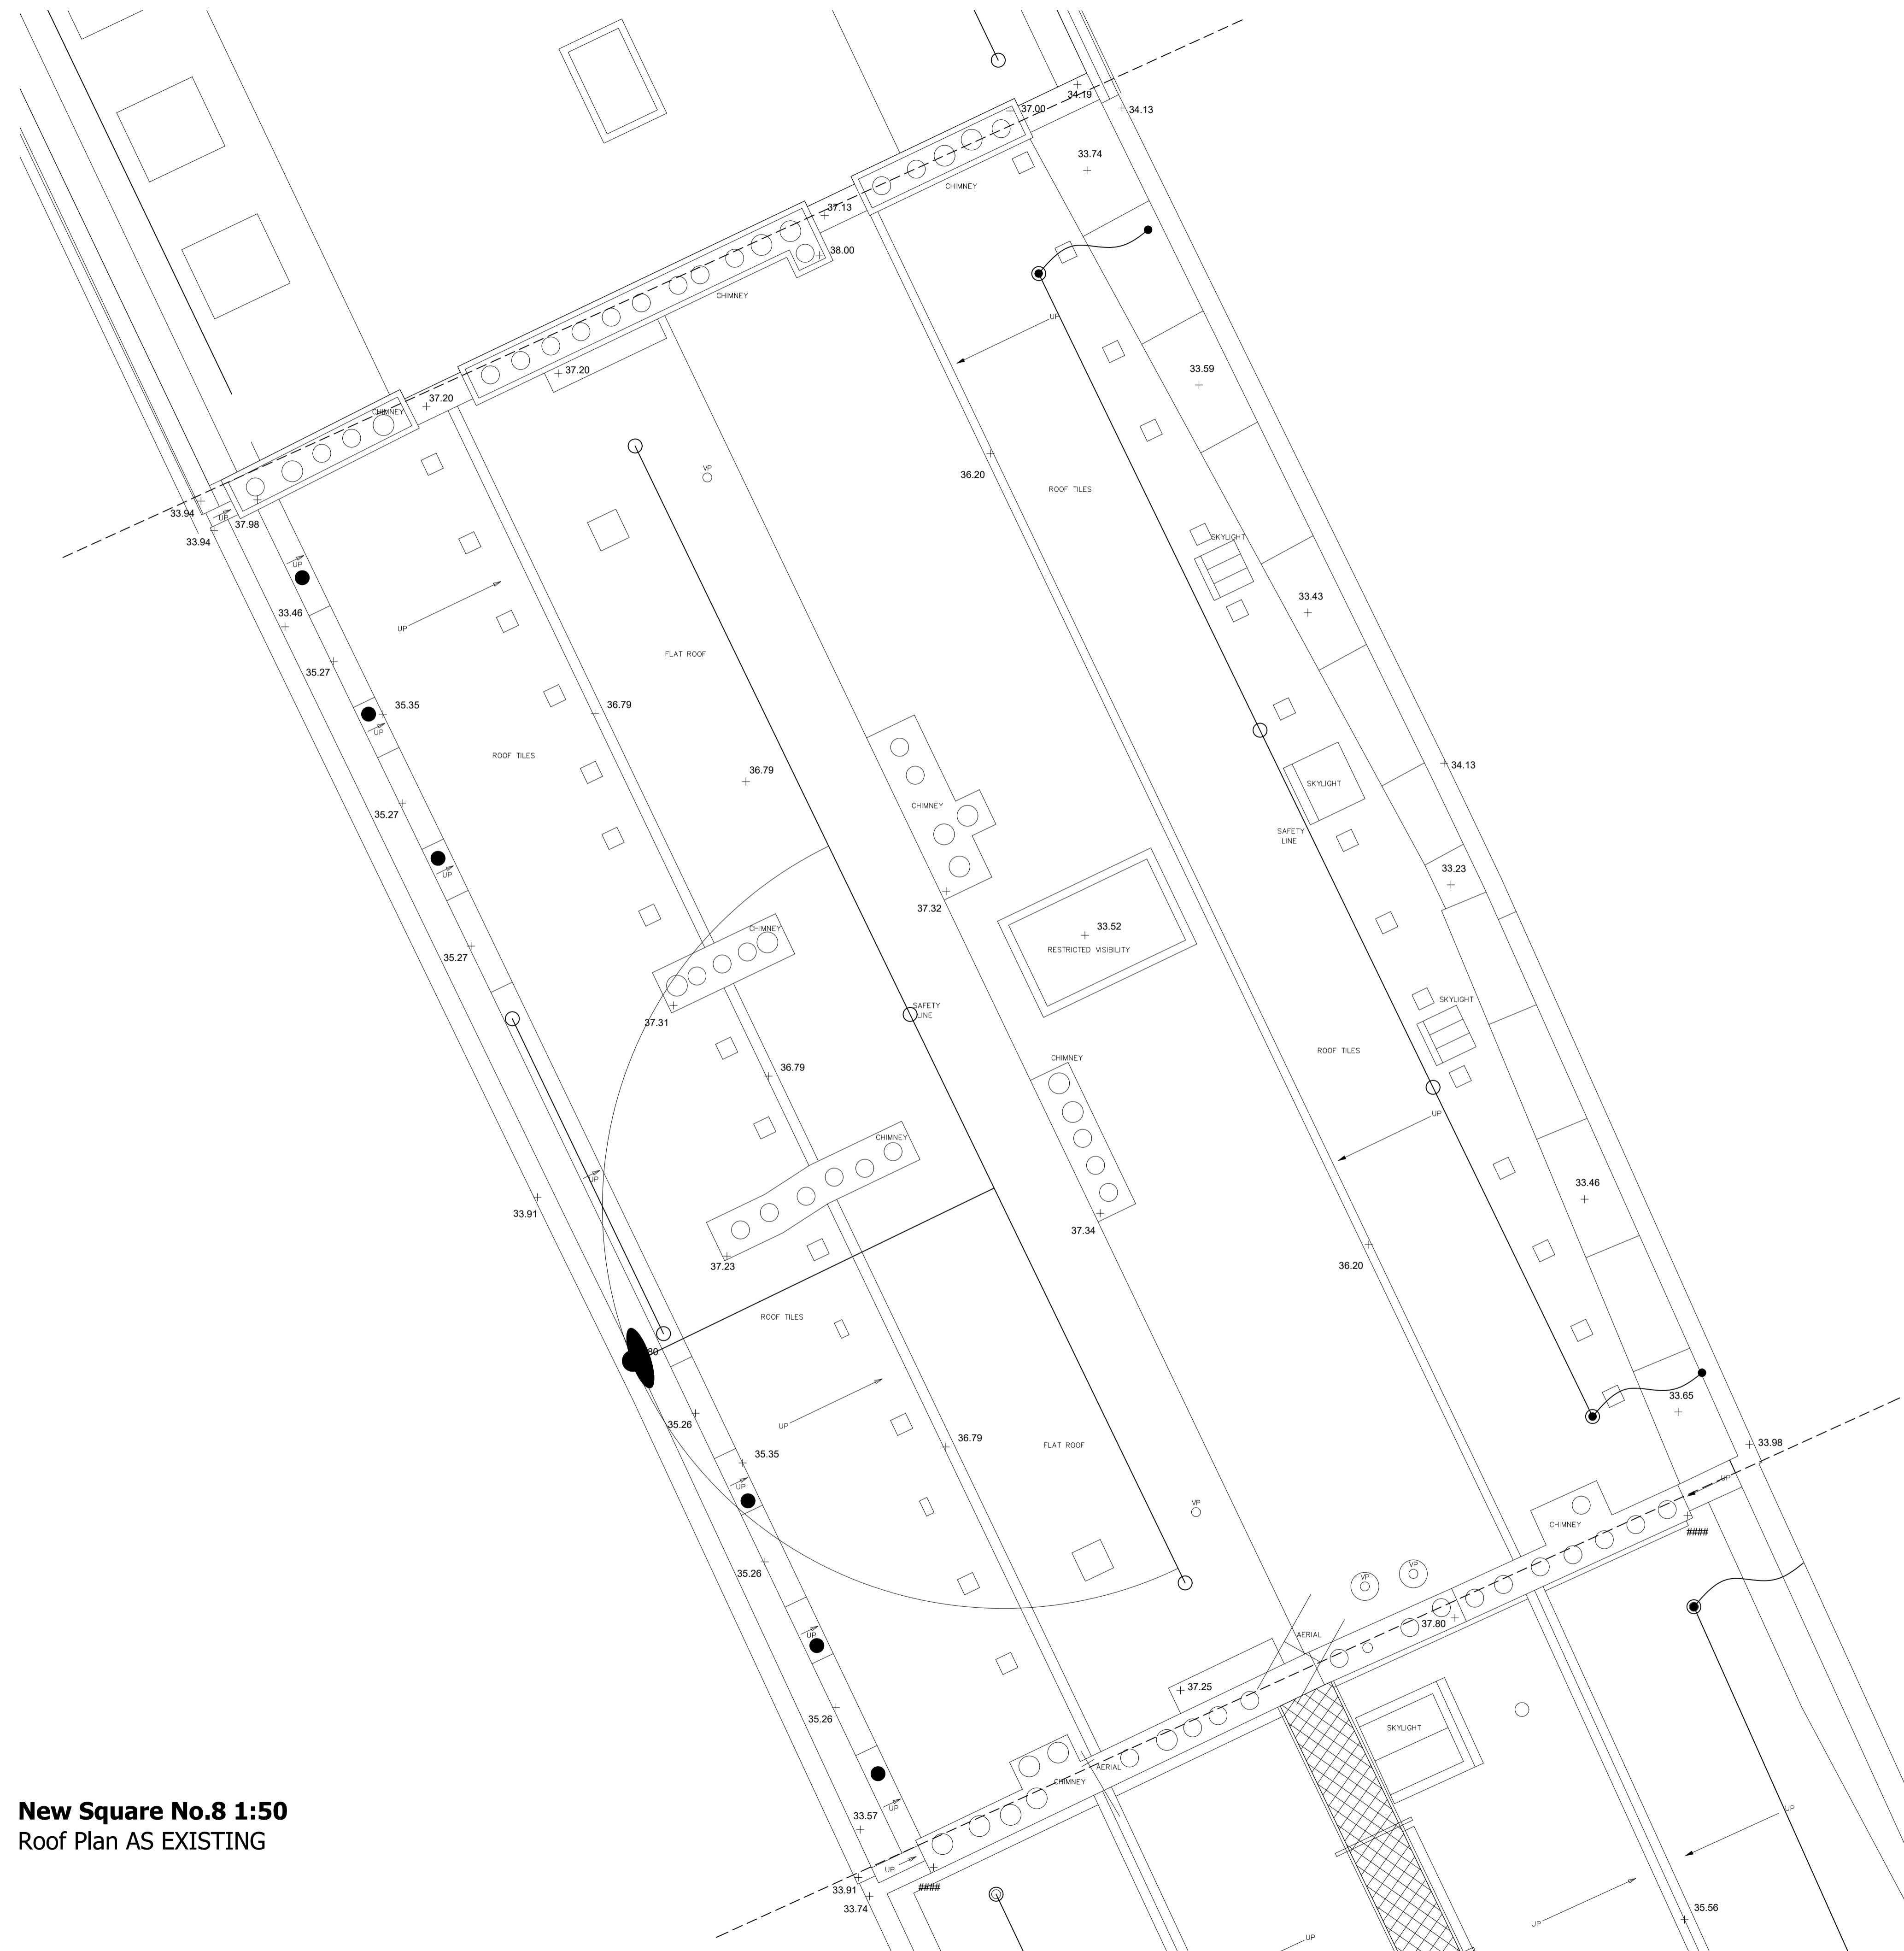 34.19
37.00
34.13
33.74
CHIMNEY
37.13
38.00
CHIMNEY
UP
37.20
33.59
37.20
CHIMNEY
36.20
VP
ROOF TILES
33.94
UP
37.98
33.94
SKYLIGHT
UP
33.43
33.46
UP
FLAT ROOF
35.27
35.35
36.79
UP
ROOF TILES
34.13
36.79
SKYLIGHT
CHIMNEY
35.27
SAFETY
LINE
33.23
UP
37.32
33.52
CHIMNEY
RESTRICTED VISIBILITY
35.27
SKYLIGHT
SAFETY
LINE
37.31
ROOF TILES
CHIMNEY
36.79
UP
CHIMNEY
UP
33.46
33.91
37.34
37.23
36.20
ROOF TILES
80
33.65
35.26
UP
36.79
33.98
FLAT ROOF
35.35
UP
UP
VP
CHIMNEY
####
35.26
VP
VP
37.80
UP
AERIAL
37.25
35.26
SKYLIGHT
AERIAL
CHIMNEY
UP
UP
New Square No.8 1:50
33.57
Roof Plan AS EXISTING
UP
33.91
####
33.74
35.56
UP
UP